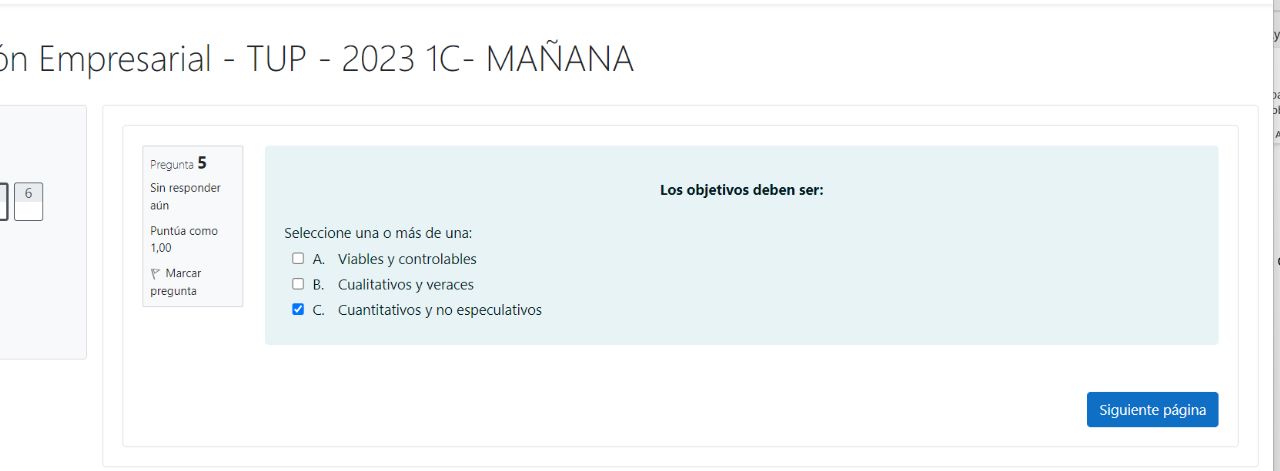 ón Empresarial - TUP - 2023 1C- MAÑANA
6
Pregunta 5
Sin responder
aún
Puntúa como
1,00
Marcar
pregunta
Los objetivos deben ser:
Seleccione una o más de una:
A. Viables y controlables
B. Cualitativos y veraces
C. Cuantitativos y no especulativos
Siguiente página